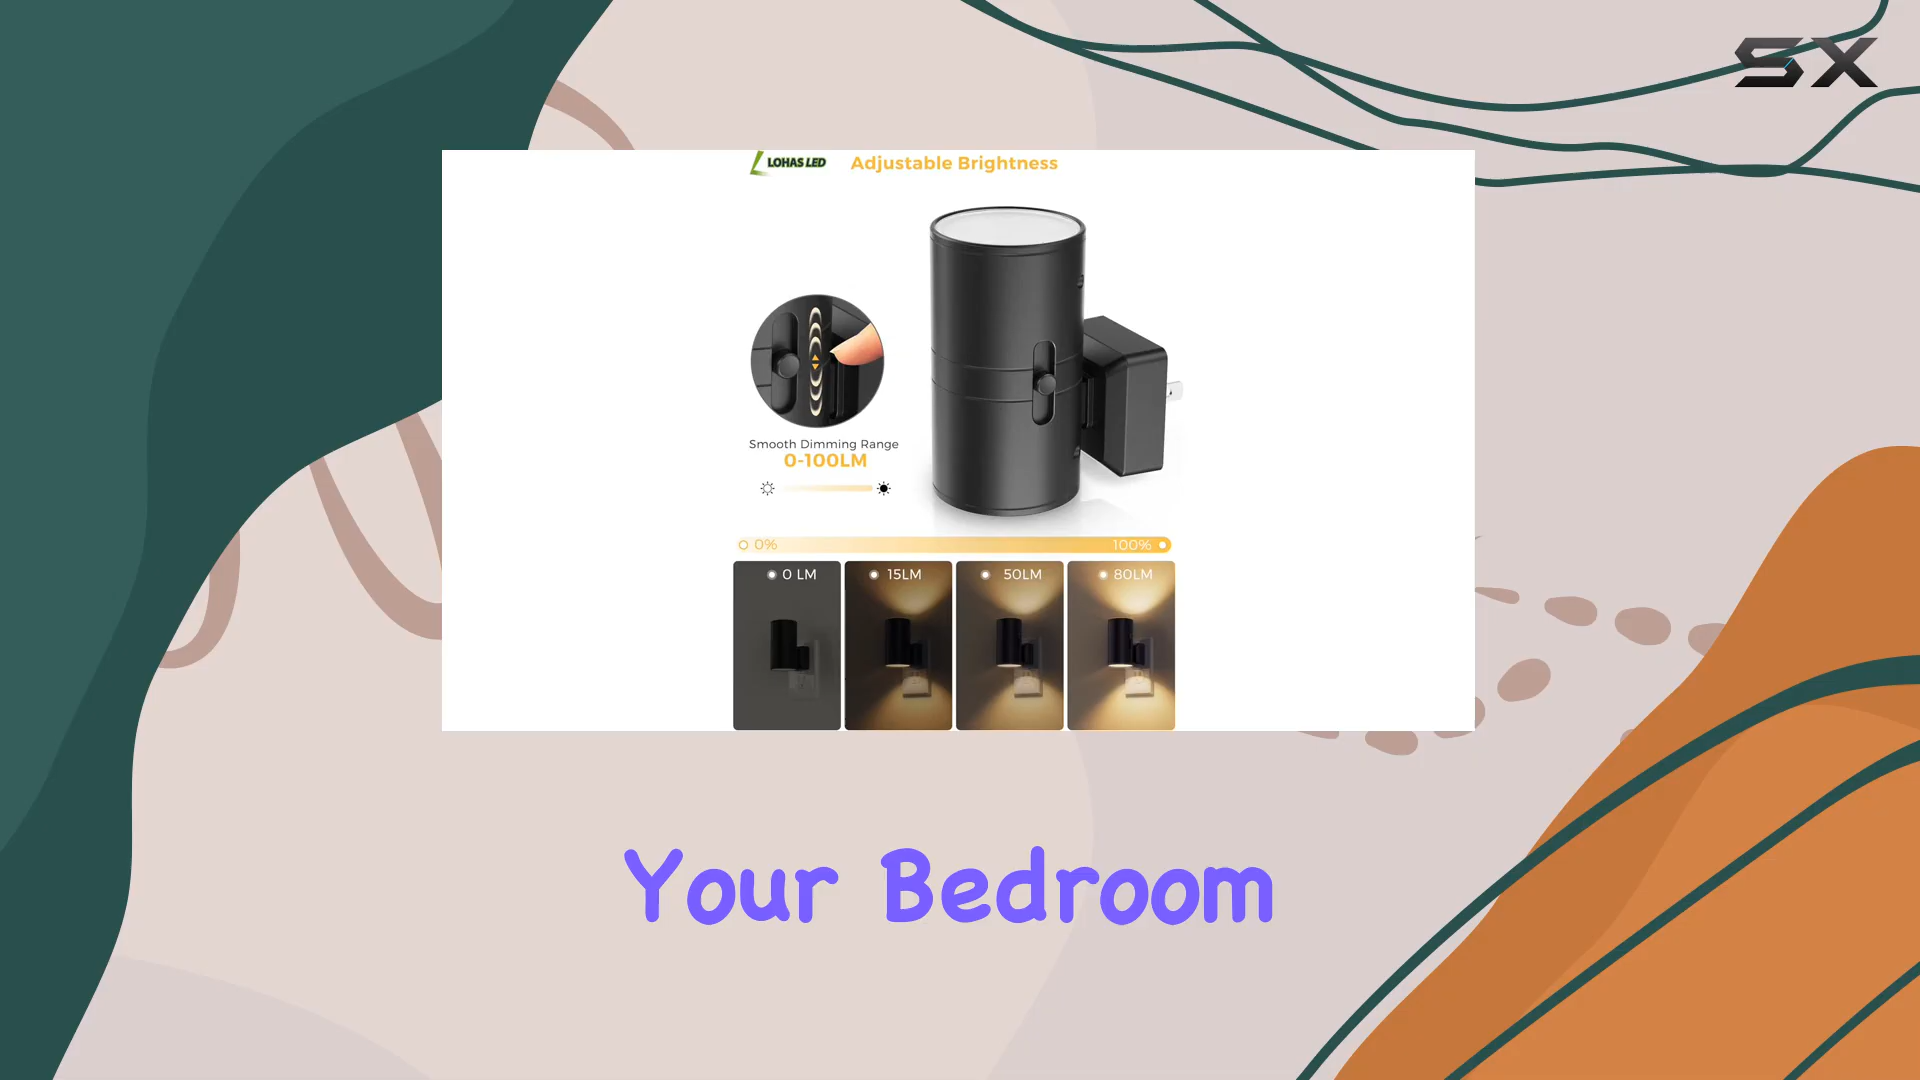 SX
LOHAS LED
Adjustable Brightness
Smooth Dimming Range
0-100LM
0%
100%
0 LM
15LM
50LM
80LM
Your Bedroom